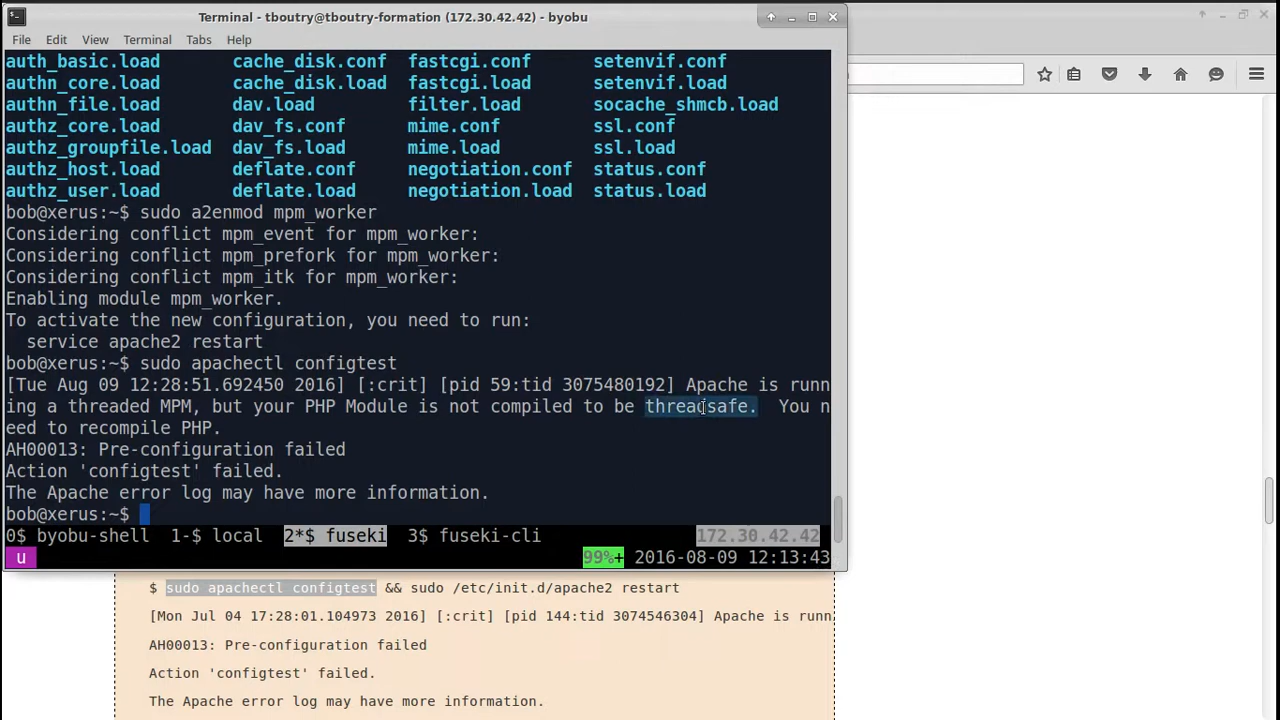 Terminal - tboutry@tboutry-formation (172.30.42.42) - byobu
File Edit View Terminal Tabs Help
auth_basic.load cache_disk.conf fastcgi.conf setenvif.conf
authn_core.load cache_disk.load fastcgi.load setenvif.load
authn_file.load dav.load filter.load socache_shmcb.load
authz_core.load dav_fs.conf mime.conf ssl.conf
authz_groupfile.load dav_fs.load mime.load ssl.load
authz_host.load deflate.conf negotiation.conf status.conf
authz_user.load deflate.load negotiation.load status.load
bob@xerus:~$ sudo a2enmod mpm_worker
Considering conflict mpm_event for mpm_worker:
Considering conflict mpm_prefork for mpm_worker:
Considering conflict mpm_itk for mpm_worker:
Enabling module mpm_worker.
To activate the new configuration, you need to run:
service apache2 restart
bob@xerus:~$ sudo apachectl configtest
[Tue Aug 09 12:28:51.692450 2016] [:crit] [pid 59:tid 3075480192] Apache is runn
ing a threaded MPM, but your PHP Module is not compiled to be threadsafe.  You n
eed to recompile PHP.
AH00013: Pre-configuration failed
Action 'configtest' failed.
The Apache error log may have more information.
bob@xerus:~$
0$ byobu-shell 1-$ local 2*$ fuseki 3$ fuseki-cli 172.30.42.42
u 99%+ 2016-08-09 12:13:43
$ sudo apachectl configtest && sudo /etc/init.d/apache2 restart
[Mon Jul 04 17:28:01.104973 2016] [:crit] [pid 144:tid 3074546304] Apache is runn
AH00013: Pre-configuration failed
Action 'configtest' failed.
The Apache error log may have more information.